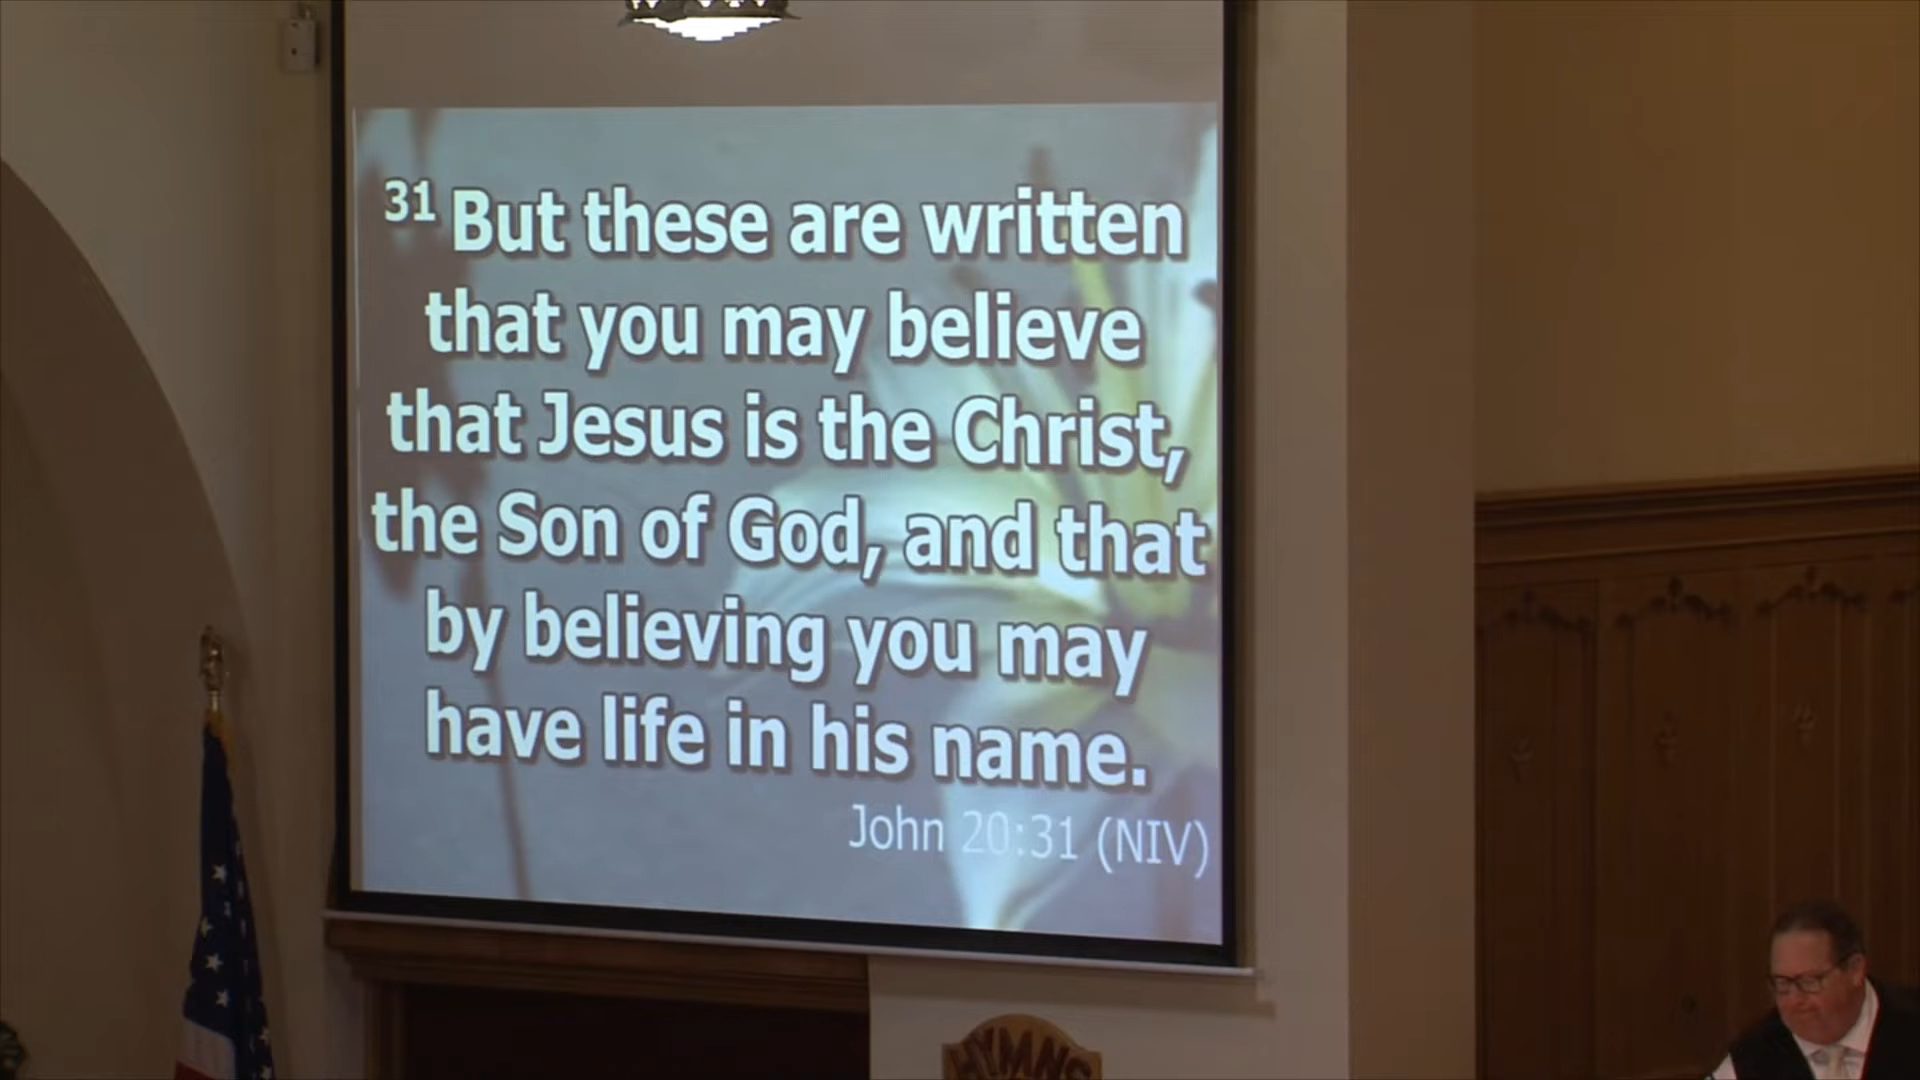 31 But these are written
that you may believe
that Jesus is the Christ,
the Son of God, and that
by believing you may
have life in his name.
John 20:31 (NIV)
HYMNS